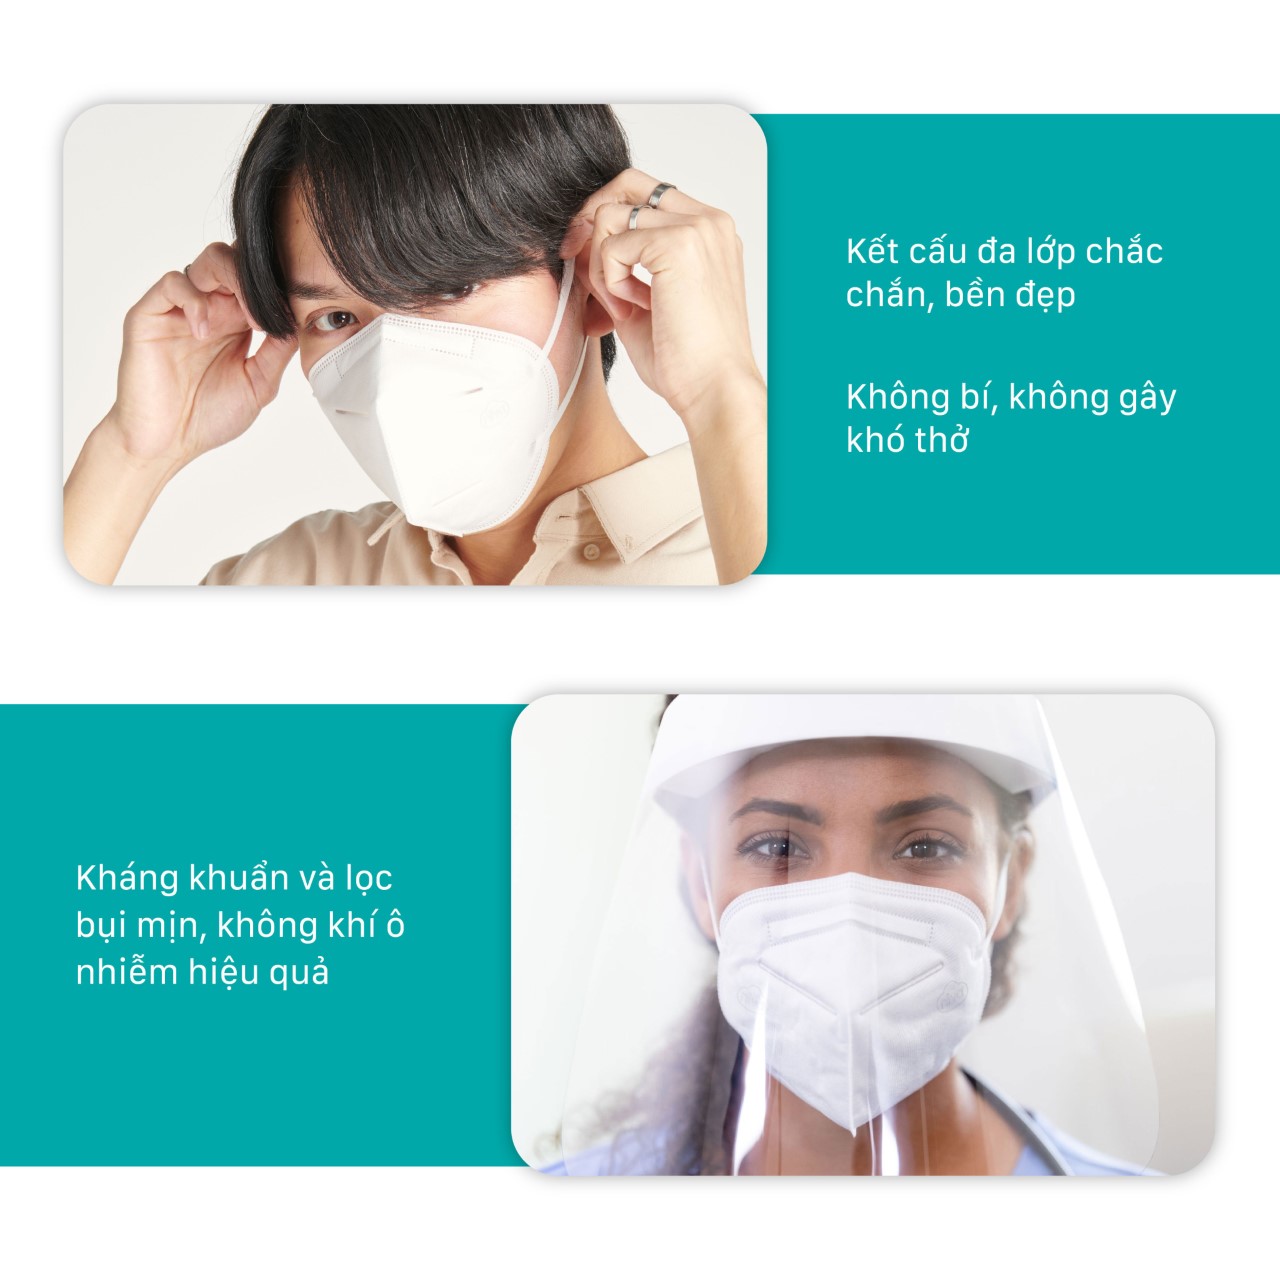 Kết cấu đa lớp chắc
chắn, bền đẹp
Không bí, không gây
khó thở
Kháng khuẩn và lọc
bụi mịn, không khí ô
nhiễm hiệu quả